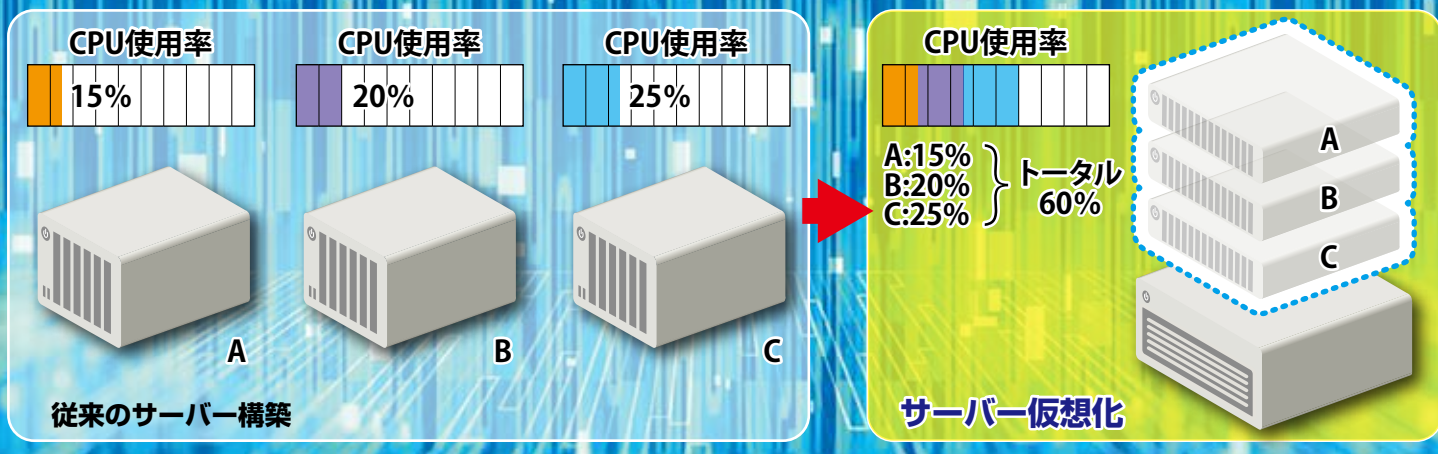 CPU使用率
15%
A
CPU使用率
20%
B
CPU使用率
25%
C
従来のサーバー構築
CPU使用率
A:15%
B:20%
C:25%
トータル
60%
A
B
C
サーバー仮想化